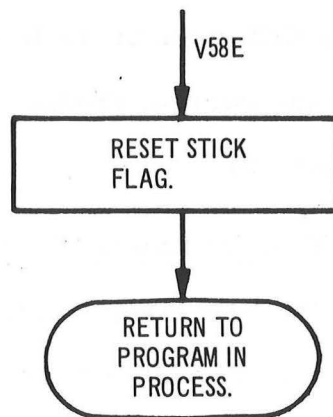 V58E
RESET STICK
FLAG.
RETURN TO
PROGRAM IN
PROCESS.